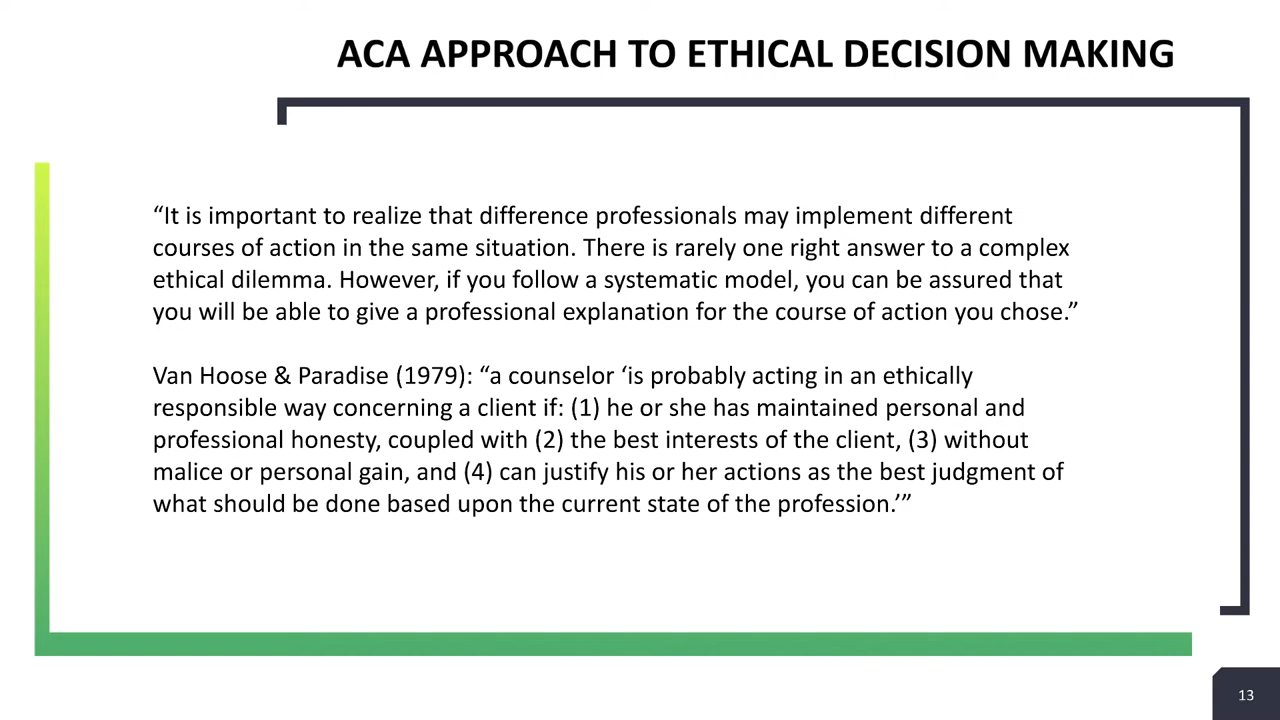 ACA APPROACH TO ETHICAL DECISION MAKING
“It is important to realize that difference professionals may implement different
courses of action in the same situation. There is rarely one right answer to a complex
ethical dilemma. However, if you follow a systematic model, you can be assured that
you will be able to give a professional explanation for the course of action you chose.”
Van Hoose & Paradise (1979): “a counselor ‘is probably acting in an ethically
responsible way concerning a client if: (1) he or she has maintained personal and
professional honesty, coupled with (2) the best interests of the client, (3) without
malice or personal gain, and (4) can justify his or her actions as the best judgment of
what should be done based upon the current state of the profession.’”
13